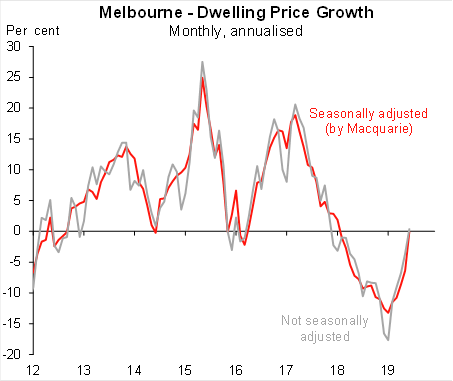 Melbourne - Dwelling Price Growth
Per cent
Monthly, annualised
30
25
20
15
10
5
0
-5
-10
-15
-20
Seasonally adjusted
(by Macquarie)
Not seasonally
adjusted
12 13 14 15 16 17 18 19